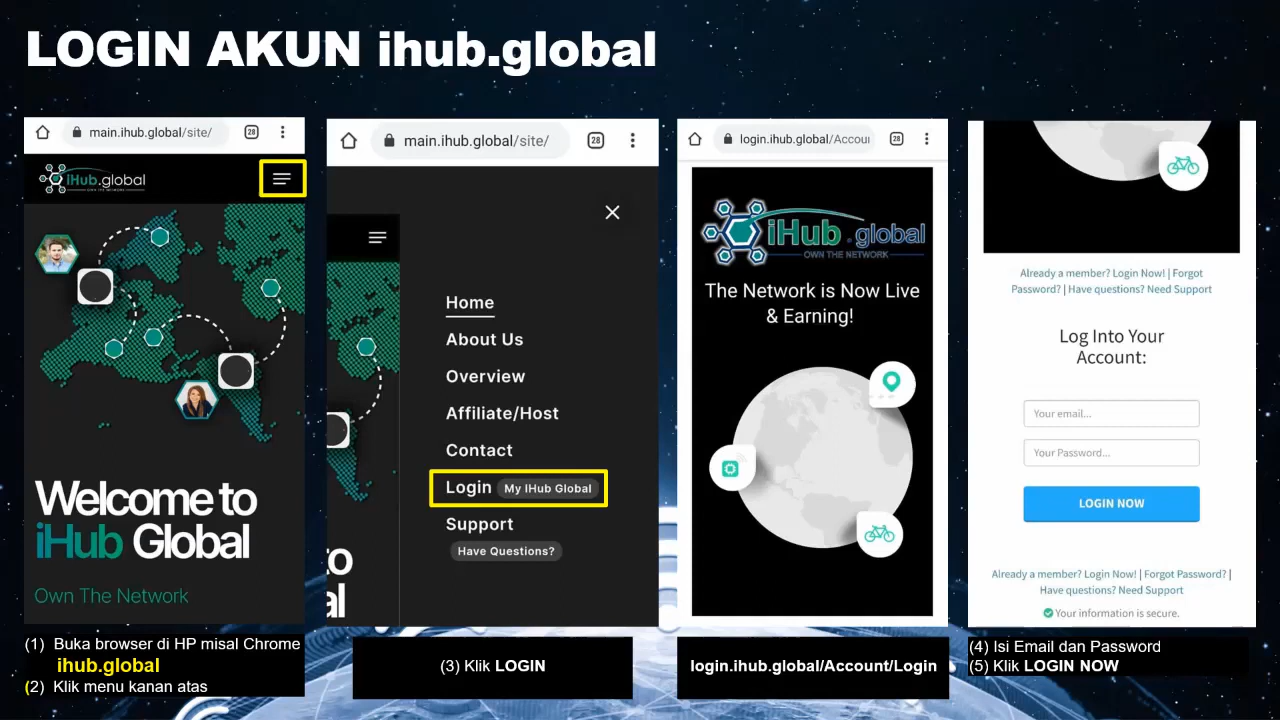 LOGIN AKUN ihub.global
main.ihub.global/site/
28
iHub.global
OWN THE NETWORK
Welcome to
iHub Global
Own The Network
(1) Buka browser di HP misal Chrome
ihub.global
(2) Klik menu kanan atas
main.ihub.global/site/
28
Home
About Us
Overview
Affiliate/Host
Contact
Login My IHub Global
Support
Have Questions?
to
al
(3) Klik LOGIN
login.ihub.global/Accou
28
iHub.global
OWN THE NETWORK
The Network is Now Live
& Earning!
login.ihub.global/Account/Login
Already a member? Login Now! | Forgot
Password? | Have questions? Need Support
Log Into Your
Account:
Your email...
Your Password...
LOGIN NOW
Already a member? Login Now! | Forgot Password? |
Have questions? Need Support
Your information is secure.
(4) Isi Email dan Password
(5) Klik LOGIN NOW